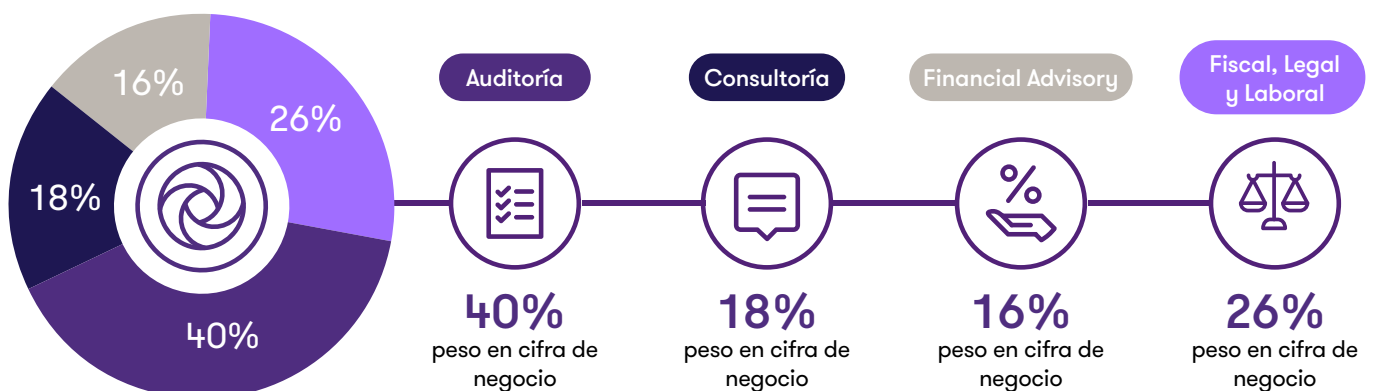 16%
26%
18%
40%
Auditoría
Consultoría
Financial Advisory
Fiscal, Legal
y Laboral
40%
peso en cifra de
negocio
18%
peso en cifra de
negocio
16%
peso en cifra de
negocio
26%
peso en cifra de
negocio